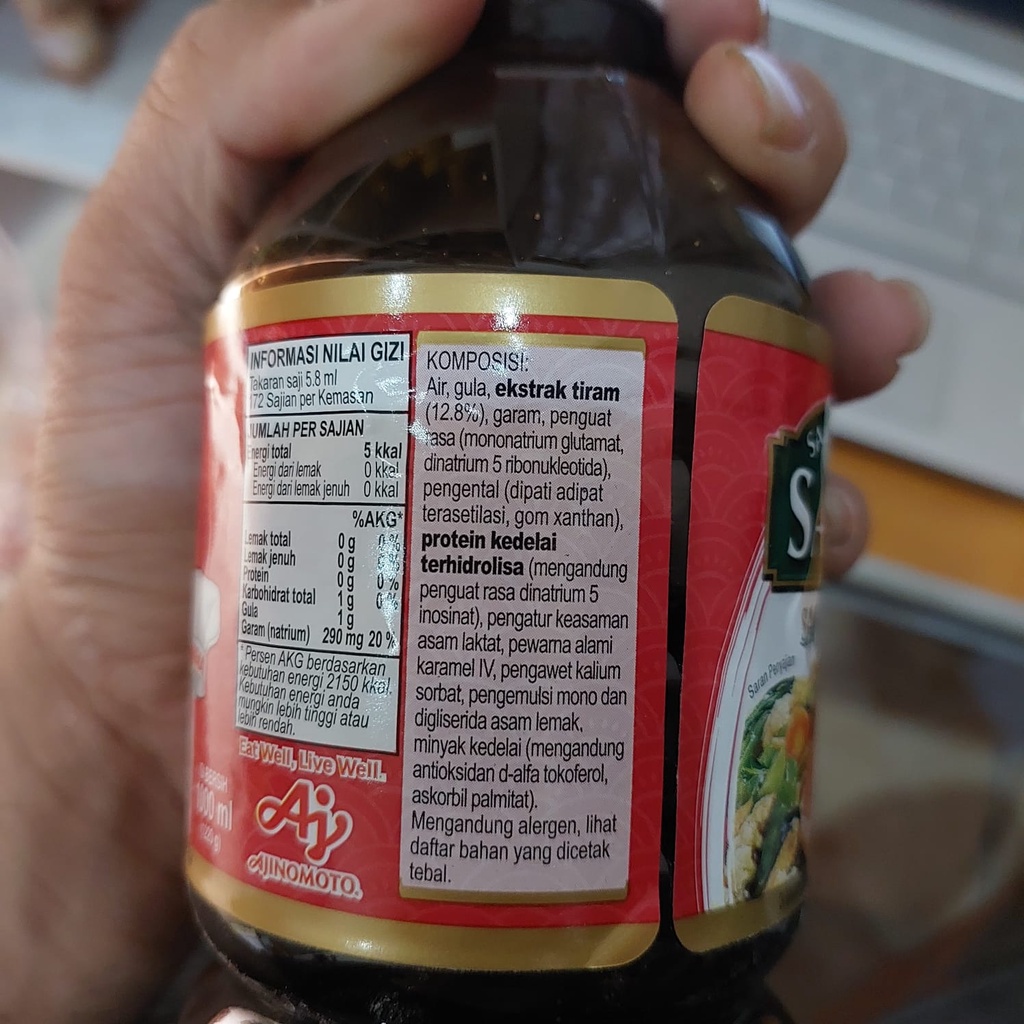 INFORMASI NILAI GIZI
Takaran saji 5.8 ml
172 Sajian per Kemasan
JUMLAH PER SAJIAN
Energi total 5 kkal
Energi dari lemak 0 kkal
Energi dari lemak jenuh 0 kkal
%AKG*
Lemak total 0 g 0 %
Lemak jenuh 0 g
Protein 0 g 0 %
Karbohidrat total 1 g 0 %
Gula 1 g
Garam (natrium) 290 mg 20 %
* Persen AKG berdasarkan
kebutuhan energi 2150 kkal.
Kebutuhan energi anda
mungkin lebih tinggi atau
lebih rendah.
Eat Well, Live Well.
Aj
AJINOMOTO.
KOMPOSISI:
Air, gula, ekstrak tiram
(12.8%), garam, penguat
rasa (mononatrium glutamat,
dinatrium 5 ribonukleotida),
pengental (dipati adipat
terasetilasi, gom xanthan),
protein kedelai
terhidrolisa (mengandung
penguat rasa dinatrium 5
inosinat), pengatur keasaman
asam laktat, pewarna alami
karamel IV, pengawet kalium
sorbat, pengemulsi mono dan
digliserida asam lemak,
minyak kedelai (mengandung
antioksidan d-alfa tokoferol,
askorbil palmitat).
Mengandung alergen, lihat
daftar bahan yang dicetak
tebal.
Saran Penyajian